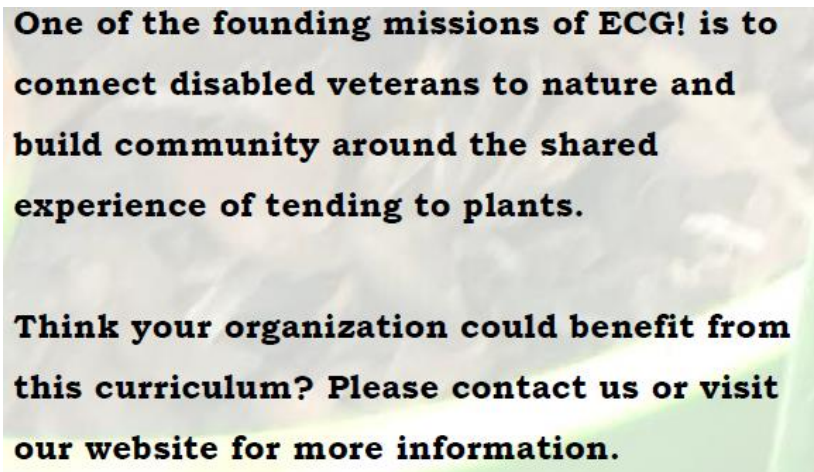 One of the founding missions of ECG! is to
connect disabled veterans to nature and
build community around the shared
experience of tending to plants.
Think your organization could benefit from
this curriculum? Please contact us or visit
our website for more information.